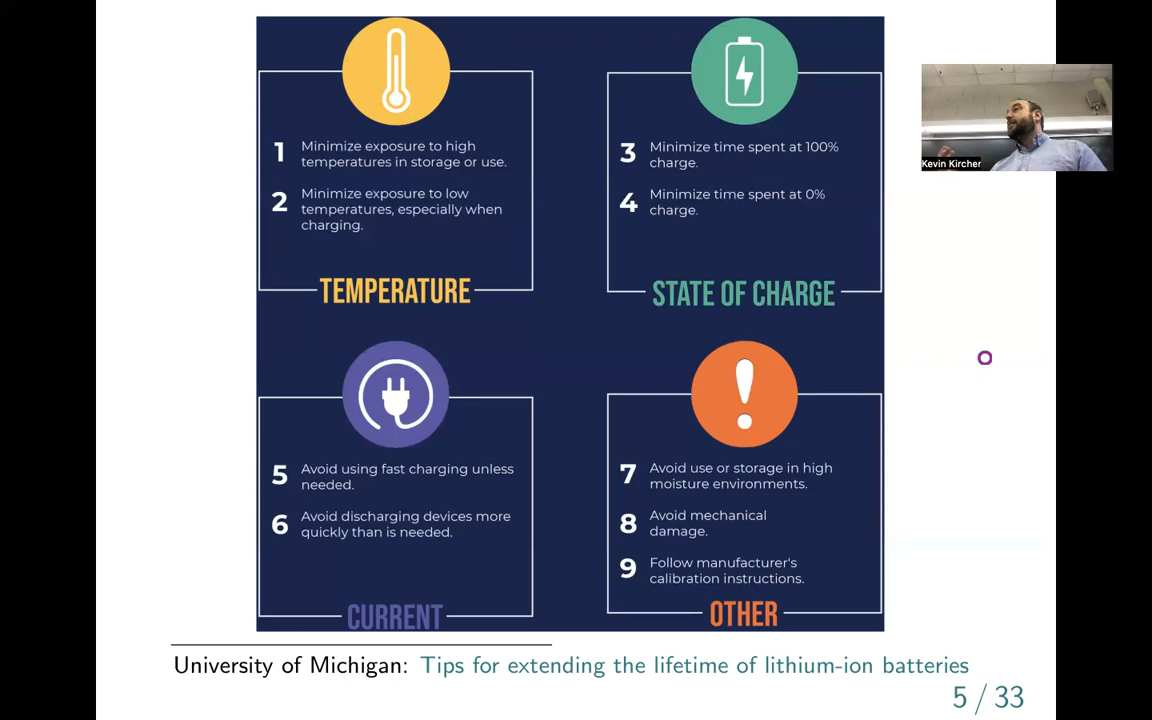 1 Minimize exposure to high
temperatures in storage or use.
2 Minimize exposure to low
temperatures, especially when
charging.
TEMPERATURE
3 Minimize time spent at 100%
charge.
4 Minimize time spent at 0%
charge.
STATE OF CHARGE
Kevin Kircher
5 Avoid using fast charging unless
needed.
6 Avoid discharging devices more
quickly than is needed.
CURRENT
7 Avoid use or storage in high
moisture environments.
8 Avoid mechanical
damage.
9 Follow manufacturer's
calibration instructions.
OTHER
University of Michigan: Tips for extending the lifetime of lithium-ion batteries
5 / 33